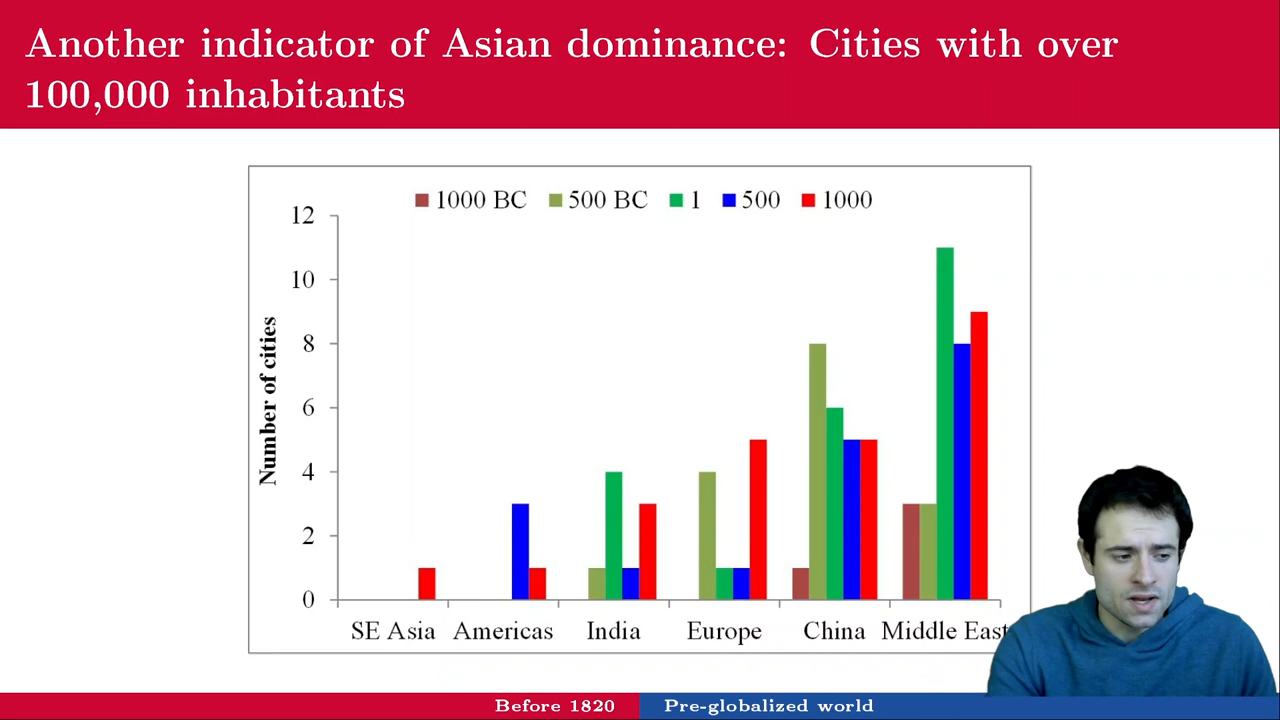 Another indicator of Asian dominance: Cities with over
100,000 inhabitants
1000 BC 500 BC 1 500 1000
12
10
8
6
4
2
0
Number of cities
SE Asia Americas India Europe China Middle East
Before 1820 Pre-globalized world